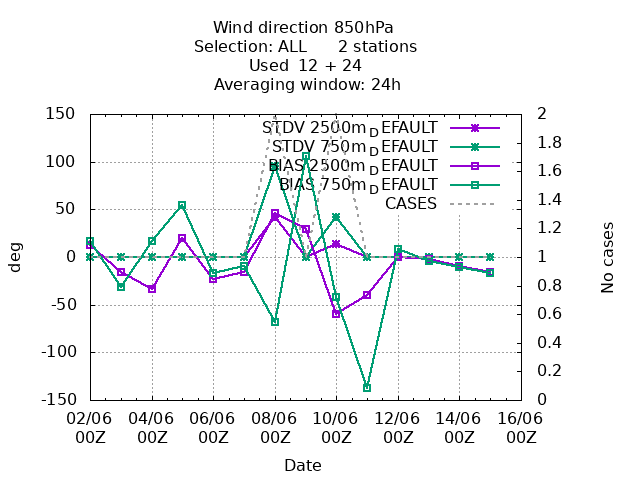 Wind direction 850hPa
Selection: ALL 2 stations
Used 12 + 24
Averaging window: 24h
STDV 2500m_DEFAULT
STDV 750m_DEFAULT
BIAS 2500m_DEFAULT
BIAS 750m_DEFAULT
CASES
150
100
50
0
-50
-100
-150
deg
2
1.8
1.6
1.4
1.2
1
0.8
0.6
0.4
0.2
0
No cases
02/06 04/06 06/06 08/06 10/06 12/06 14/06 16/06
00Z 00Z 00Z 00Z 00Z 00Z 00Z 00Z
Date